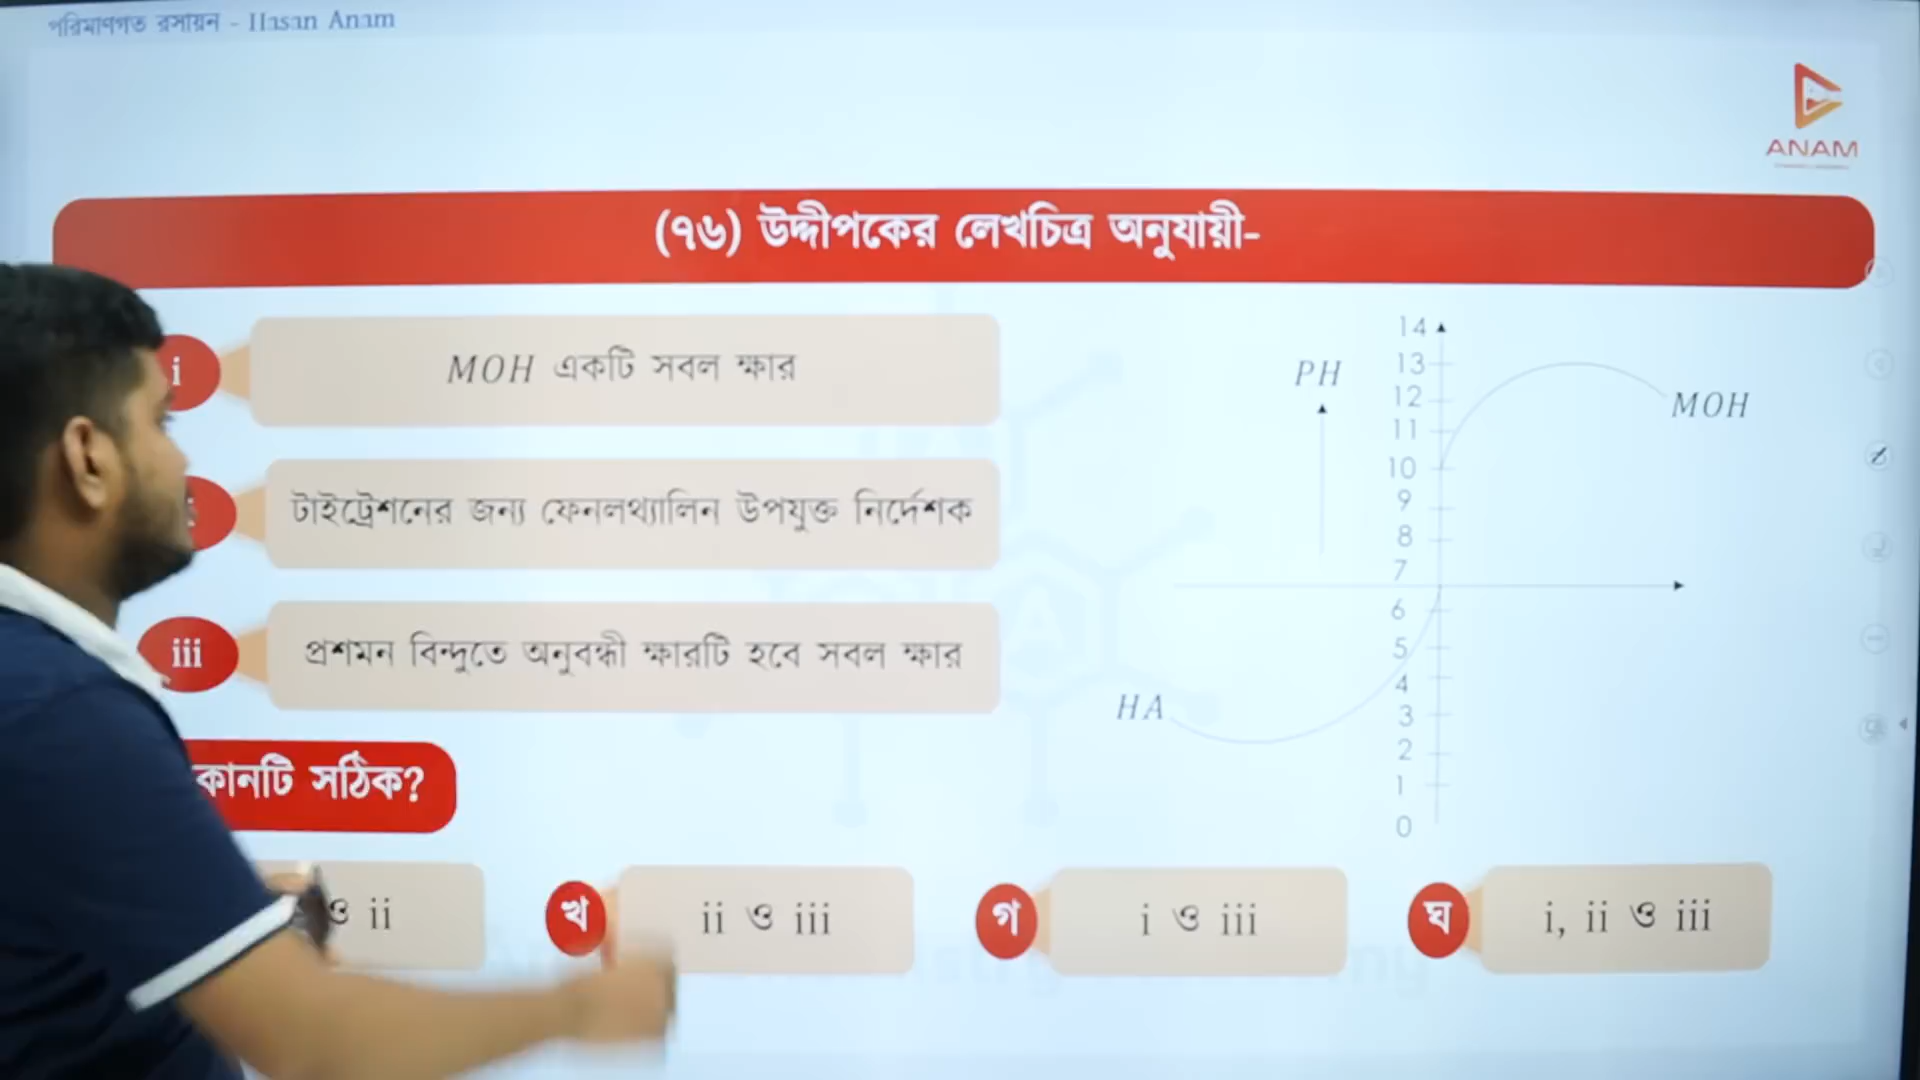 পরিমাণগত রসায়ন - Hasan Anam
ANAM
(৭৬) উদ্দীপকের লেখচিত্র অনুযায়ী-
i
MOH একটি সবল ক্ষার
টাইট্রেশনের জন্য ফেনলথ্যালিন উপযুক্ত নির্দেশক
iii
প্রশমন বিন্দুতে অনুবন্ধী ক্ষারটি হবে সবল ক্ষার
PH
14
13
12
11
10
9
8
7
6
5
4
3
2
1
0
MOH
HA
কোনটি সঠিক?
ও ii
খ
ii ও iii
গ
i ও iii
ঘ
i, ii ও iii